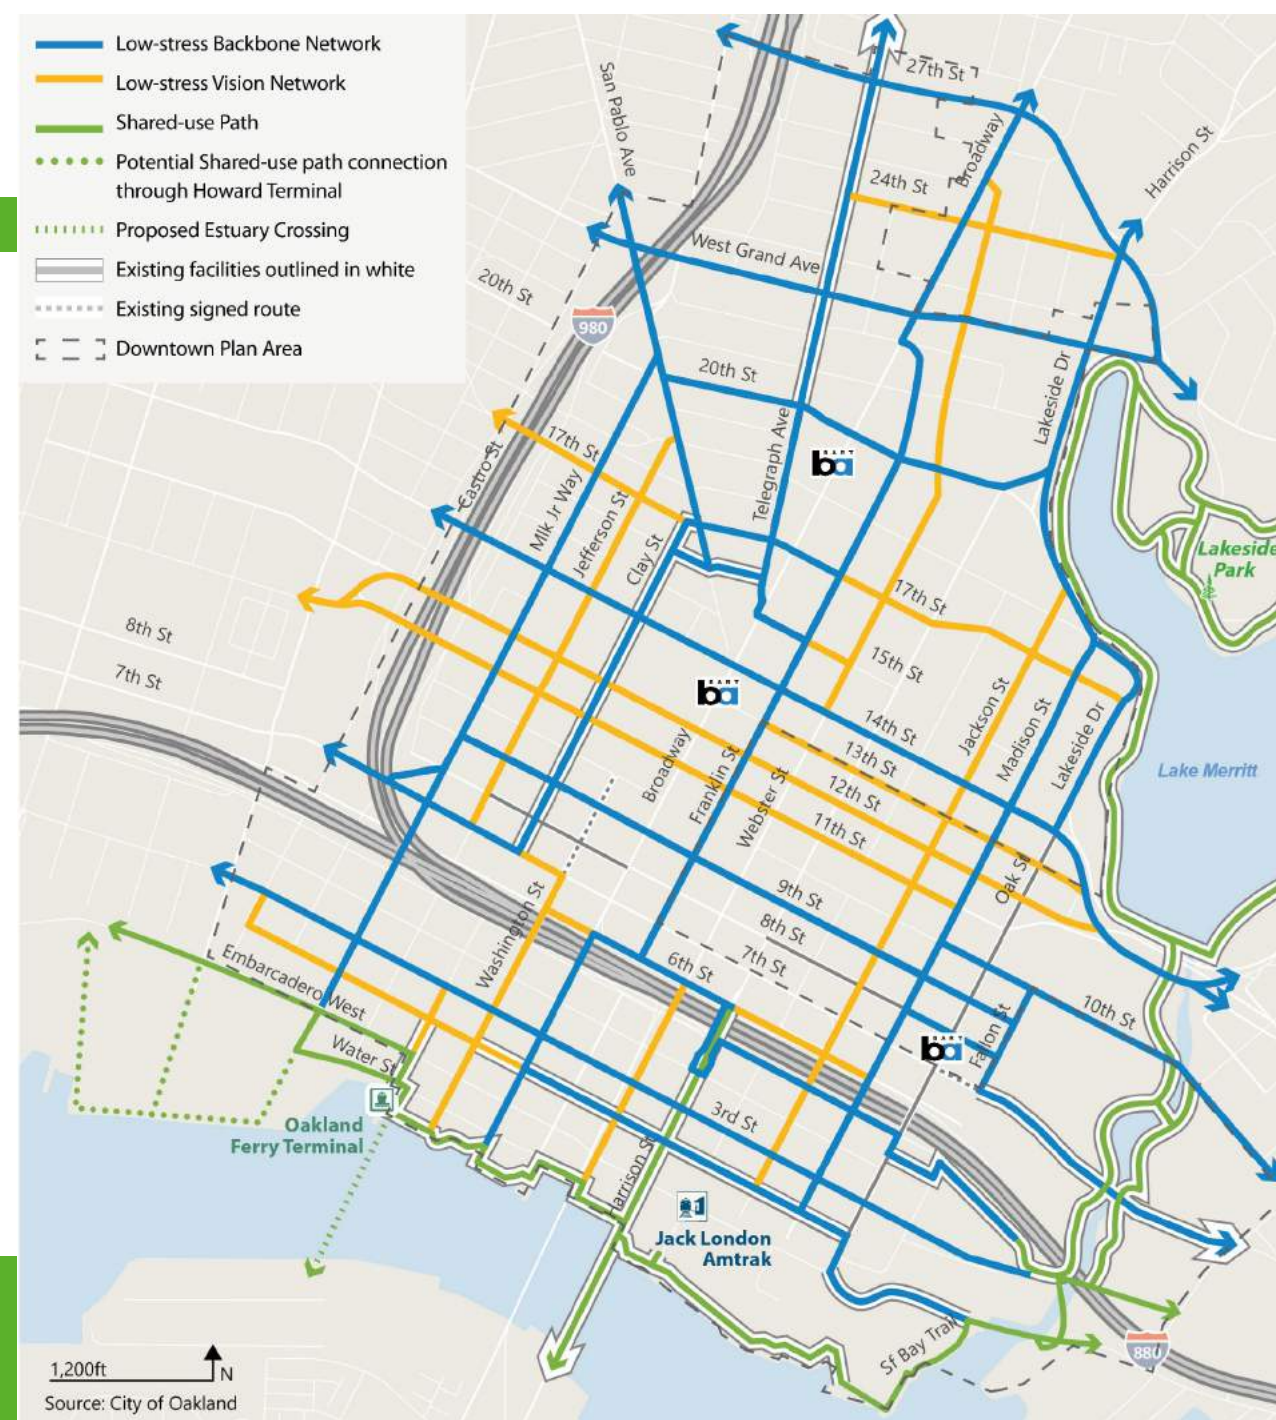 Low-stress Backbone Network
Low-stress Vision Network
Shared-use Path
Potential Shared-use path connection
through Howard Terminal
Proposed Estuary Crossing
Existing facilities outlined in white
Existing signed route
Downtown Plan Area
San Pablo Ave
27th St
Broadway
Harrison St
24th St
West Grand Ave
20th St
980
20th St
Lakeside Dr
Telegraph Ave
BART
ba
17th St
Castro St
Mlk Jr Way
Jefferson St
Clay St
Lakeside
Park
17th St
8th St
7th St
15th St
BART
ba
14th St
Jackson St
Madison St
Lakeside Dr
13th St
12th St
11th St
Broadway
Franklin St
Webster St
Lake Merritt
Oak St
9th St
8th St
7th St
6th St
Washington St
10th St
Embarcadero West
Water St
BART
ba
Fallon St
Oakland
Ferry Terminal
3rd St
Harrison St
Jack London
Amtrak
Sf Bay Trail
880
1,200ft
N
Source: City of Oakland